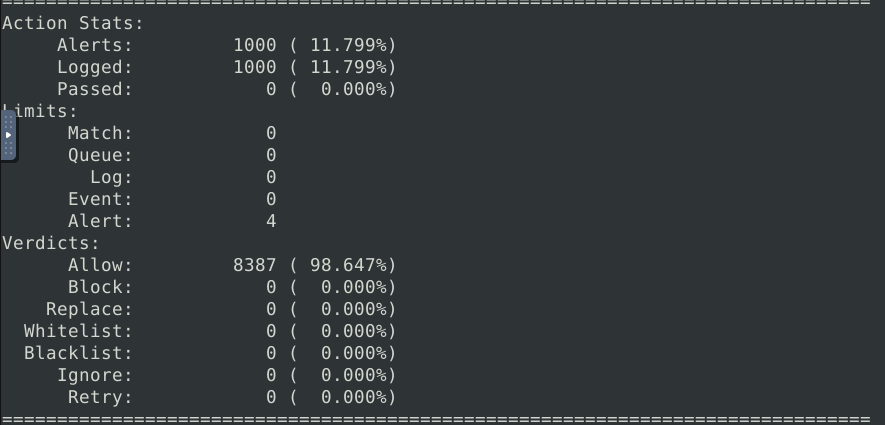 ===============================================================================
Action Stats:
     Alerts:         1000 ( 11.799%)
     Logged:         1000 ( 11.799%)
     Passed:            0 (  0.000%)
Limits:
      Match:            0
      Queue:            0
        Log:            0
      Event:            0
      Alert:            4
Verdicts:
      Allow:         8387 ( 98.647%)
      Block:            0 (  0.000%)
    Replace:            0 (  0.000%)
  Whitelist:            0 (  0.000%)
  Blacklist:            0 (  0.000%)
     Ignore:            0 (  0.000%)
      Retry:            0 (  0.000%)
===============================================================================